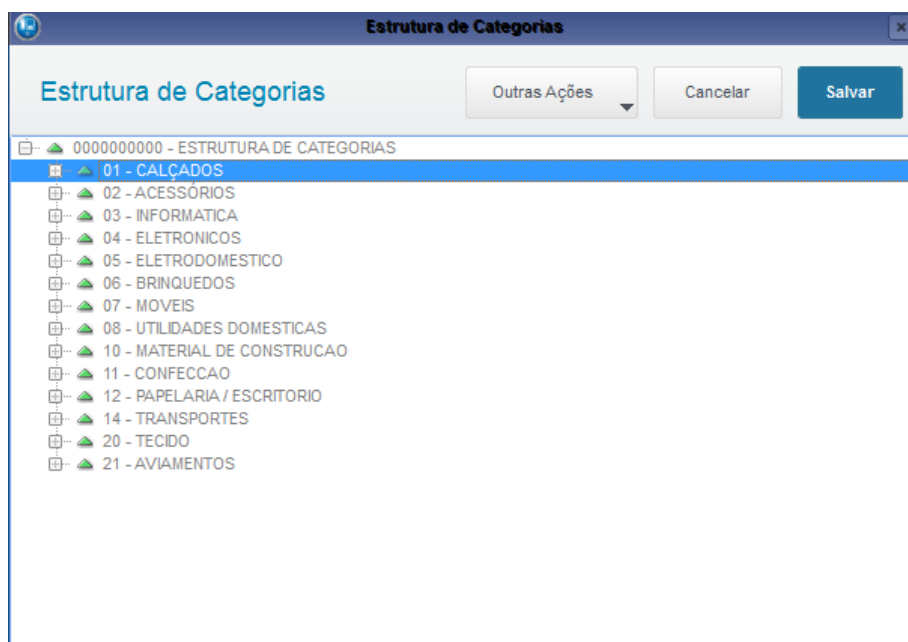 Estrutura de Categorias
Estrutura de Categorias
Outras Ações
Cancelar
Salvar
0000000000 - ESTRUTURA DE CATEGORIAS
01 - CALÇADOS
02 - ACESSÓRIOS
03 - INFORMATICA
04 - ELETRONICOS
05 - ELETRODOMESTICO
06 - BRINQUEDOS
07 - MOVEIS
08 - UTILIDADES DOMESTICAS
10 - MATERIAL DE CONSTRUCAO
11 - CONFECCAO
12 - PAPELARIA / ESCRITORIO
14 - TRANSPORTES
20 - TECIDO
21 - AVIAMENTOS